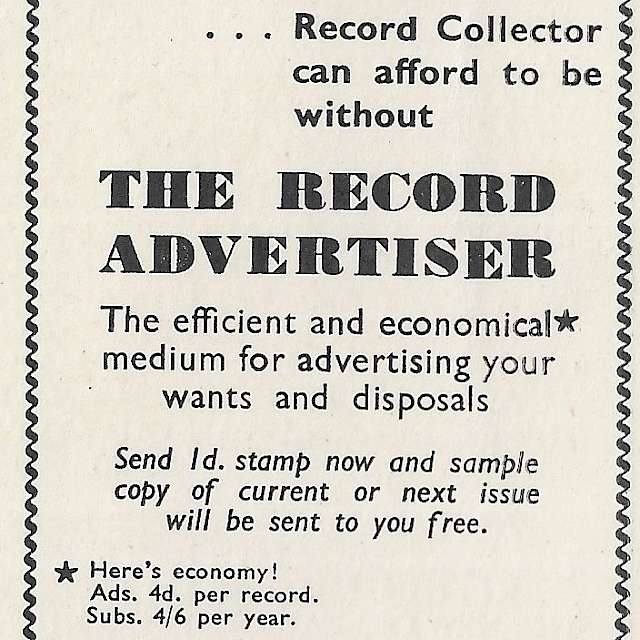 . . . Record Collector
can afford to be
without
THE RECORD
ADVERTISER
The efficient and economical★
medium for advertising your
wants and disposals
Send 1d. stamp now and sample
copy of current or next issue
will be sent to you free.
★ Here's economy!
Ads. 4d. per record.
Subs. 4/6 per year.